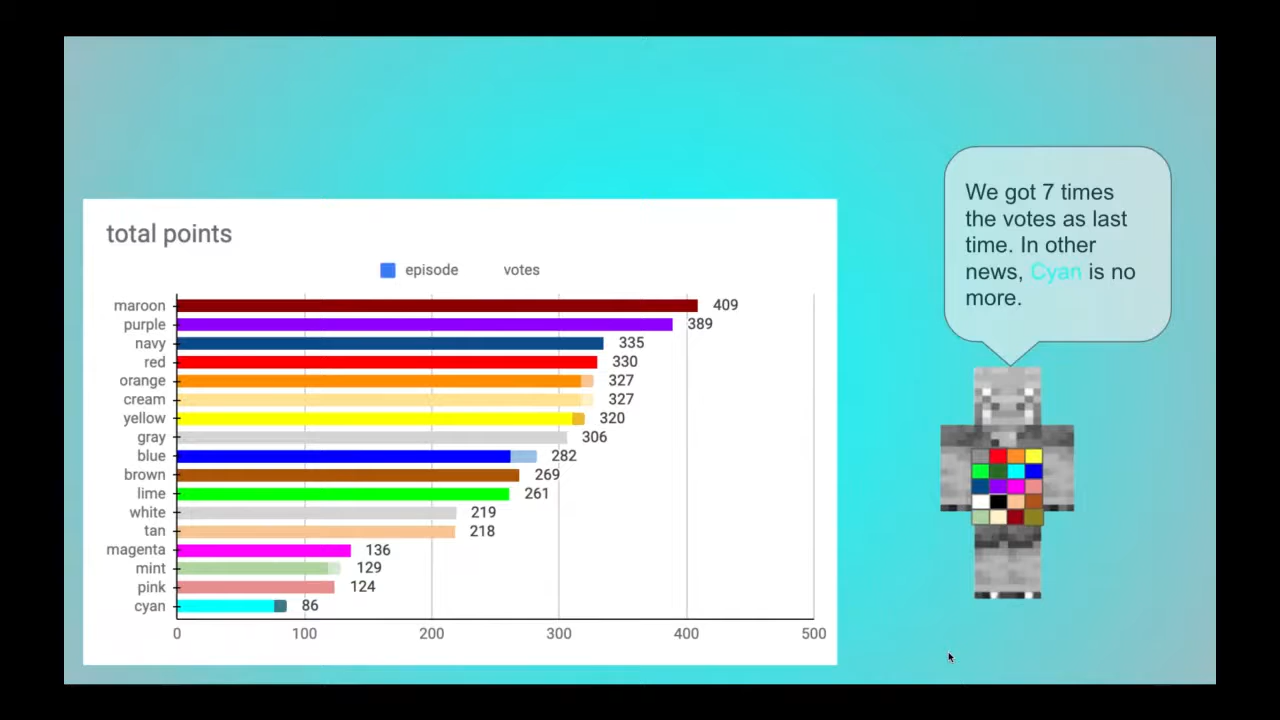 We got 7 times
the votes as last
time. In other
news, Cyan is no
more.
total points
episode votes
maroon 409
purple 389
navy 335
red 330
orange 327
cream 327
yellow 320
gray 306
blue 282
brown 269
lime 261
white 219
tan 218
magenta 136
mint 129
pink 124
cyan 86
0 100 200 300 400 500